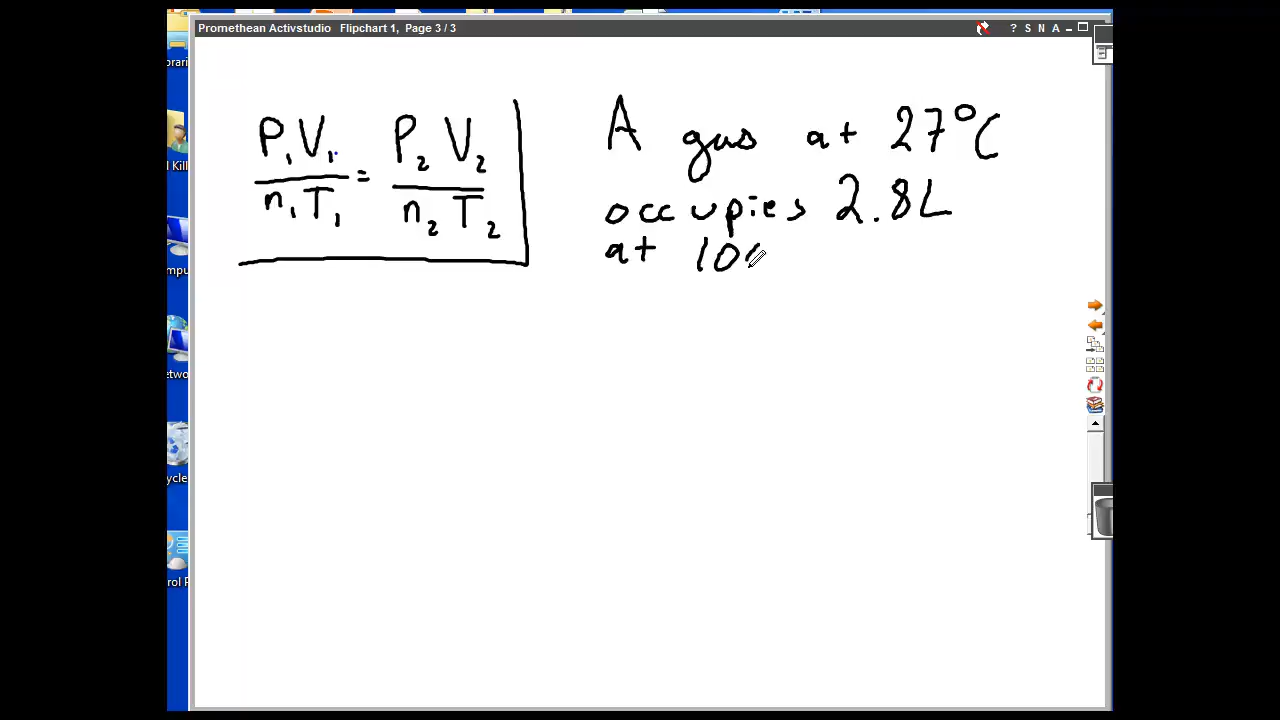 Promethean Activstudio Flipchart 1, Page 3 / 3
? S N A
P₁V₁ / n₁T₁ = P₂V₂ / n₂T₂
A gas at 27°C
occupies 2.8L
at 10